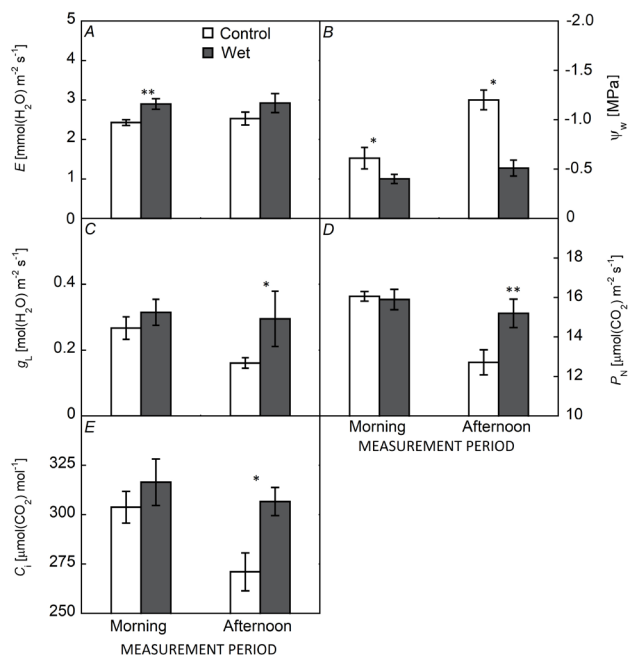 A
Control
Wet
B
**
*
*
5
4
3
2
1
0
E [mmol(H₂O) m⁻² s⁻¹]
-2.0
-1.5
-1.0
-0.5
0
ψw [MPa]
C
*
D
**
0.4
0.2
0
gL [mol(H₂O) m⁻² s⁻¹]
18
16
14
12
10
PN [µmol(CO₂) m⁻² s⁻¹]
Morning Afternoon
MEASUREMENT PERIOD
E
*
325
300
275
250
Ci [µmol(CO₂) mol⁻¹]
Morning Afternoon
MEASUREMENT PERIOD